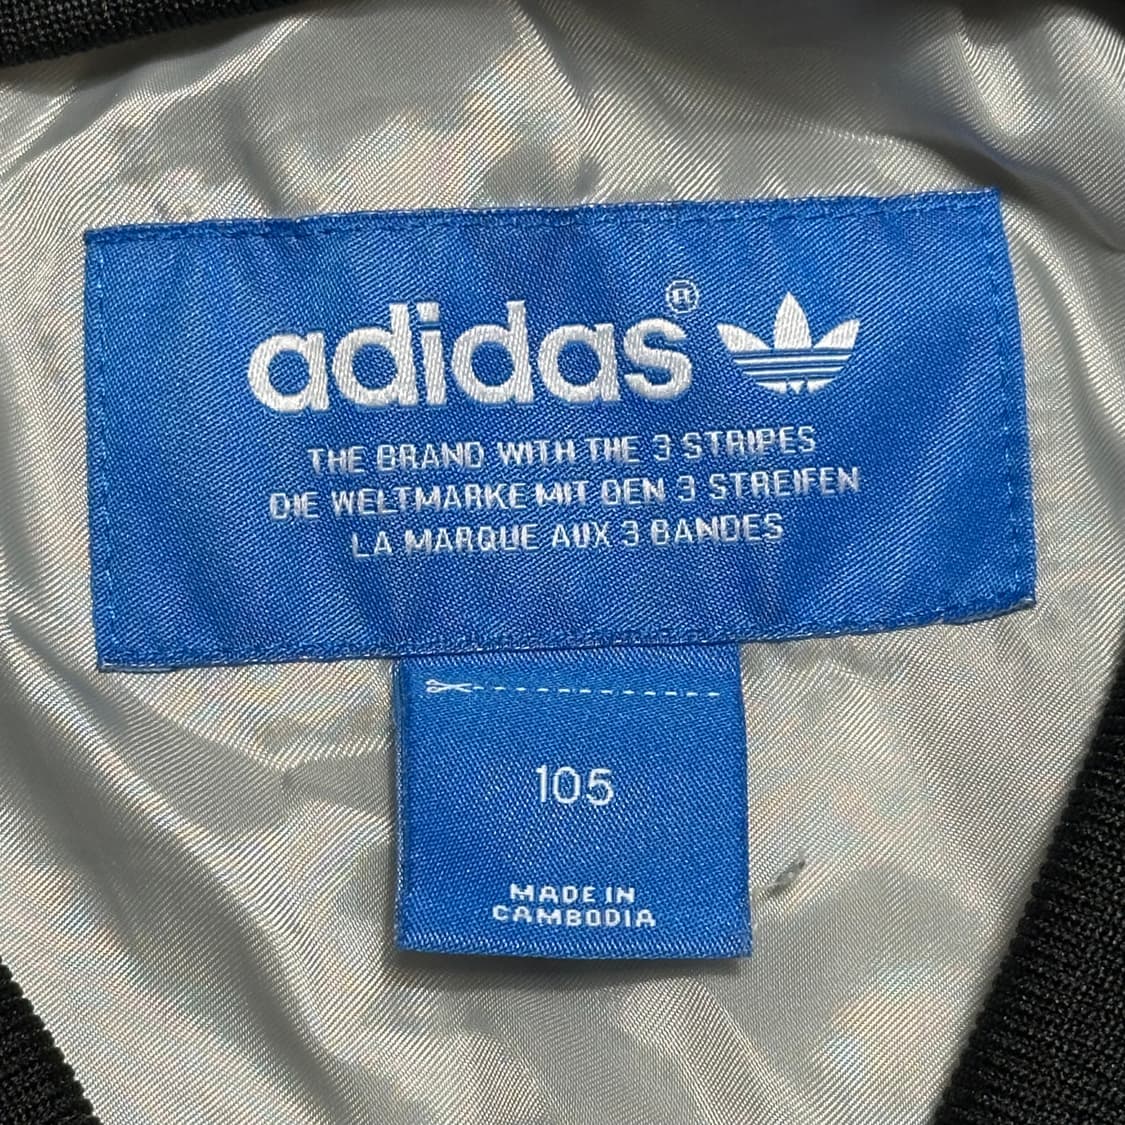 adidas®
THE BRAND WITH THE 3 STRIPES
DIE WELTMARKE MIT DEN 3 STREIFEN
LA MARQUE AUX 3 BANDES
105
MADE IN
CAMBODIA